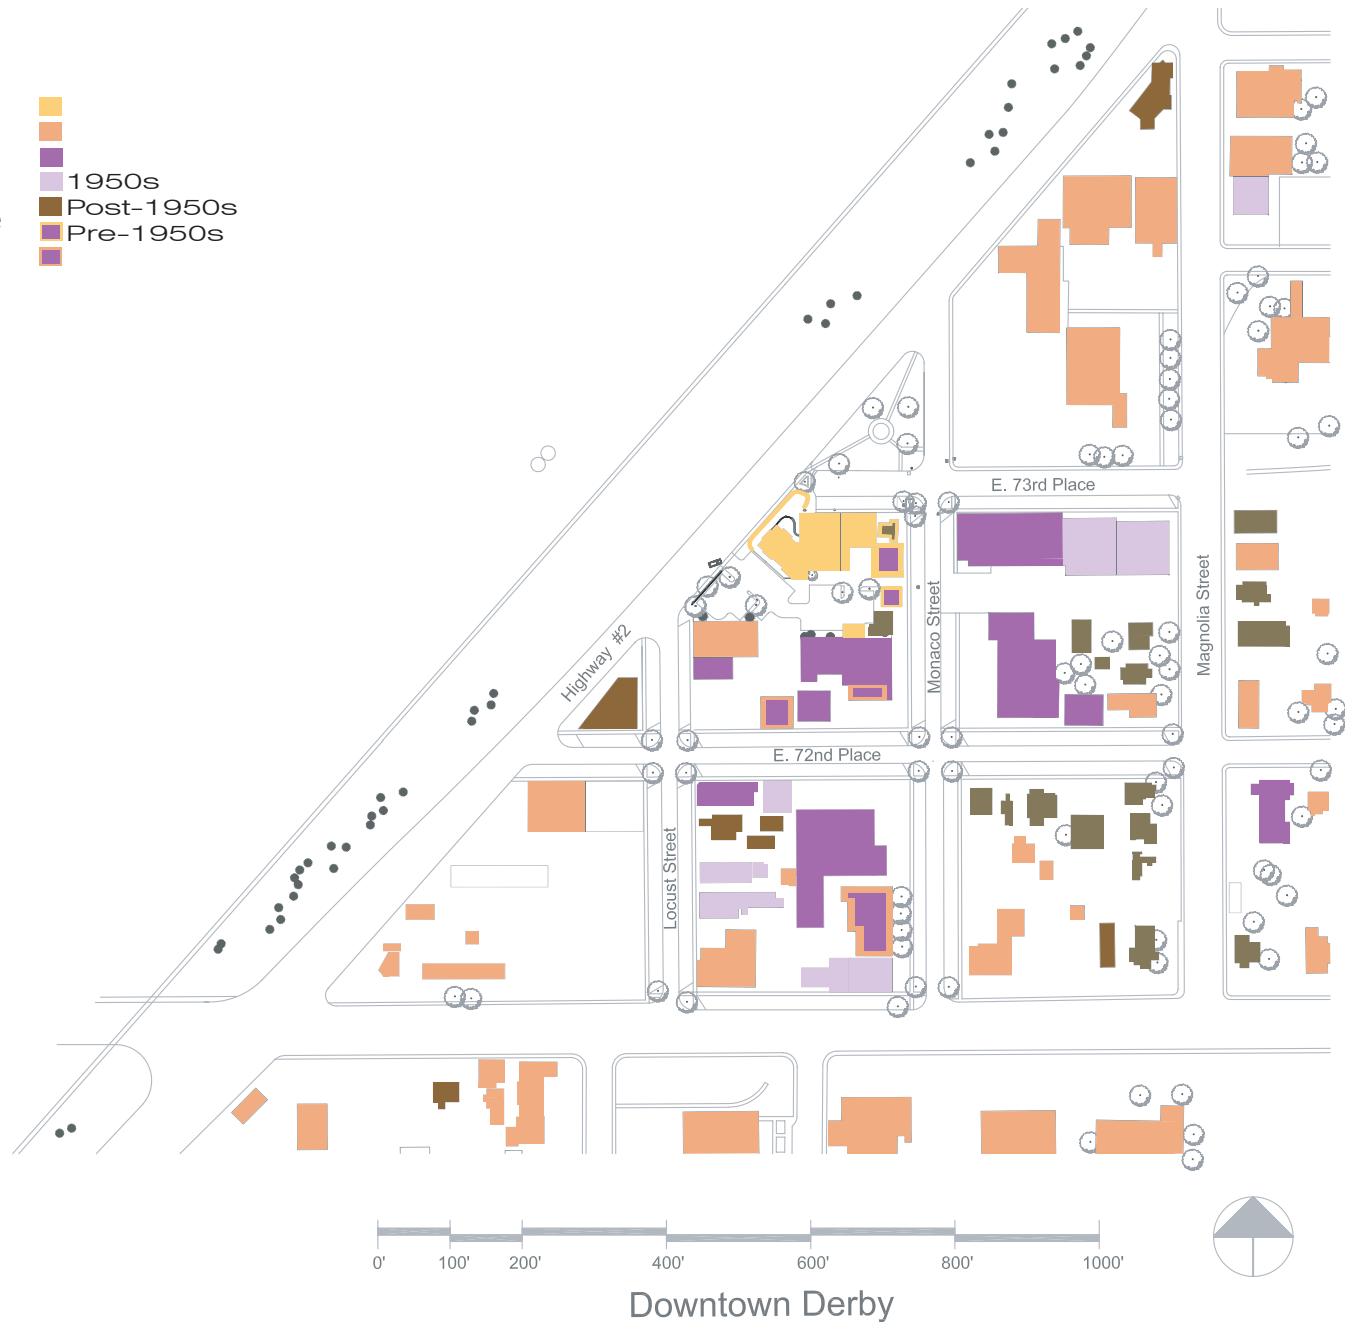 1950s
Post-1950s
Pre-1950s
E. 73rd Place
Monaco Street
Magnolia Street
Highway #2
E. 72nd Place
Locust Street
0' 100' 200' 400' 600' 800' 1000'
Downtown Derby